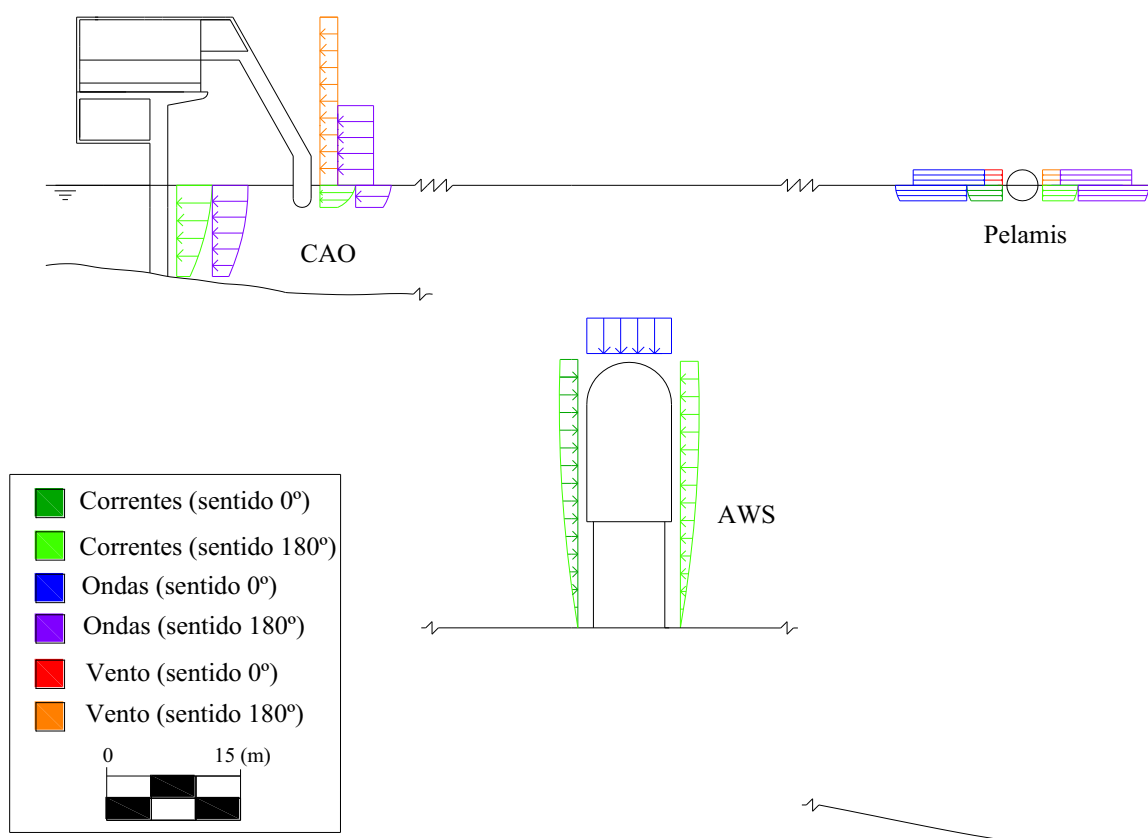 CAO
Pelamis
AWS
Correntes (sentido 0º)
Correntes (sentido 180º)
Ondas (sentido 0º)
Ondas (sentido 180º)
Vento (sentido 0º)
Vento (sentido 180º)
0 15 (m)